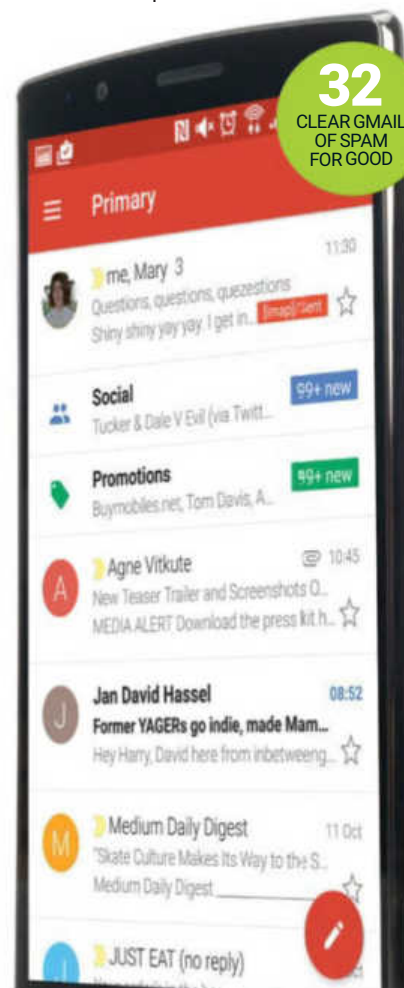 32
CLEAR GMAIL
OF SPAM
FOR GOOD
Primary
me, Mary 3
11:30
Questions, questions, quezestions
Shiny shiny yay yay. I get in...
[Imap]/Sent
Social
99+ new
Tucker & Dale V Evil (via Twitt...
Promotions
99+ new
Buymobiles.net, Tom Davis, A...
A
Agne Vitkute
10:45
New Teaser Trailer and Screenshots O...
MEDIA ALERT Download the press kit h...
J
Jan David Hassel
08:52
Former YAGERs go indie, made Mam...
Hey Harry, David here from inbetweeng...
M
Medium Daily Digest
11 Oct
"Skate Culture Makes Its Way to the S...
Medium Daily Digest
J
JUST EAT (no reply)